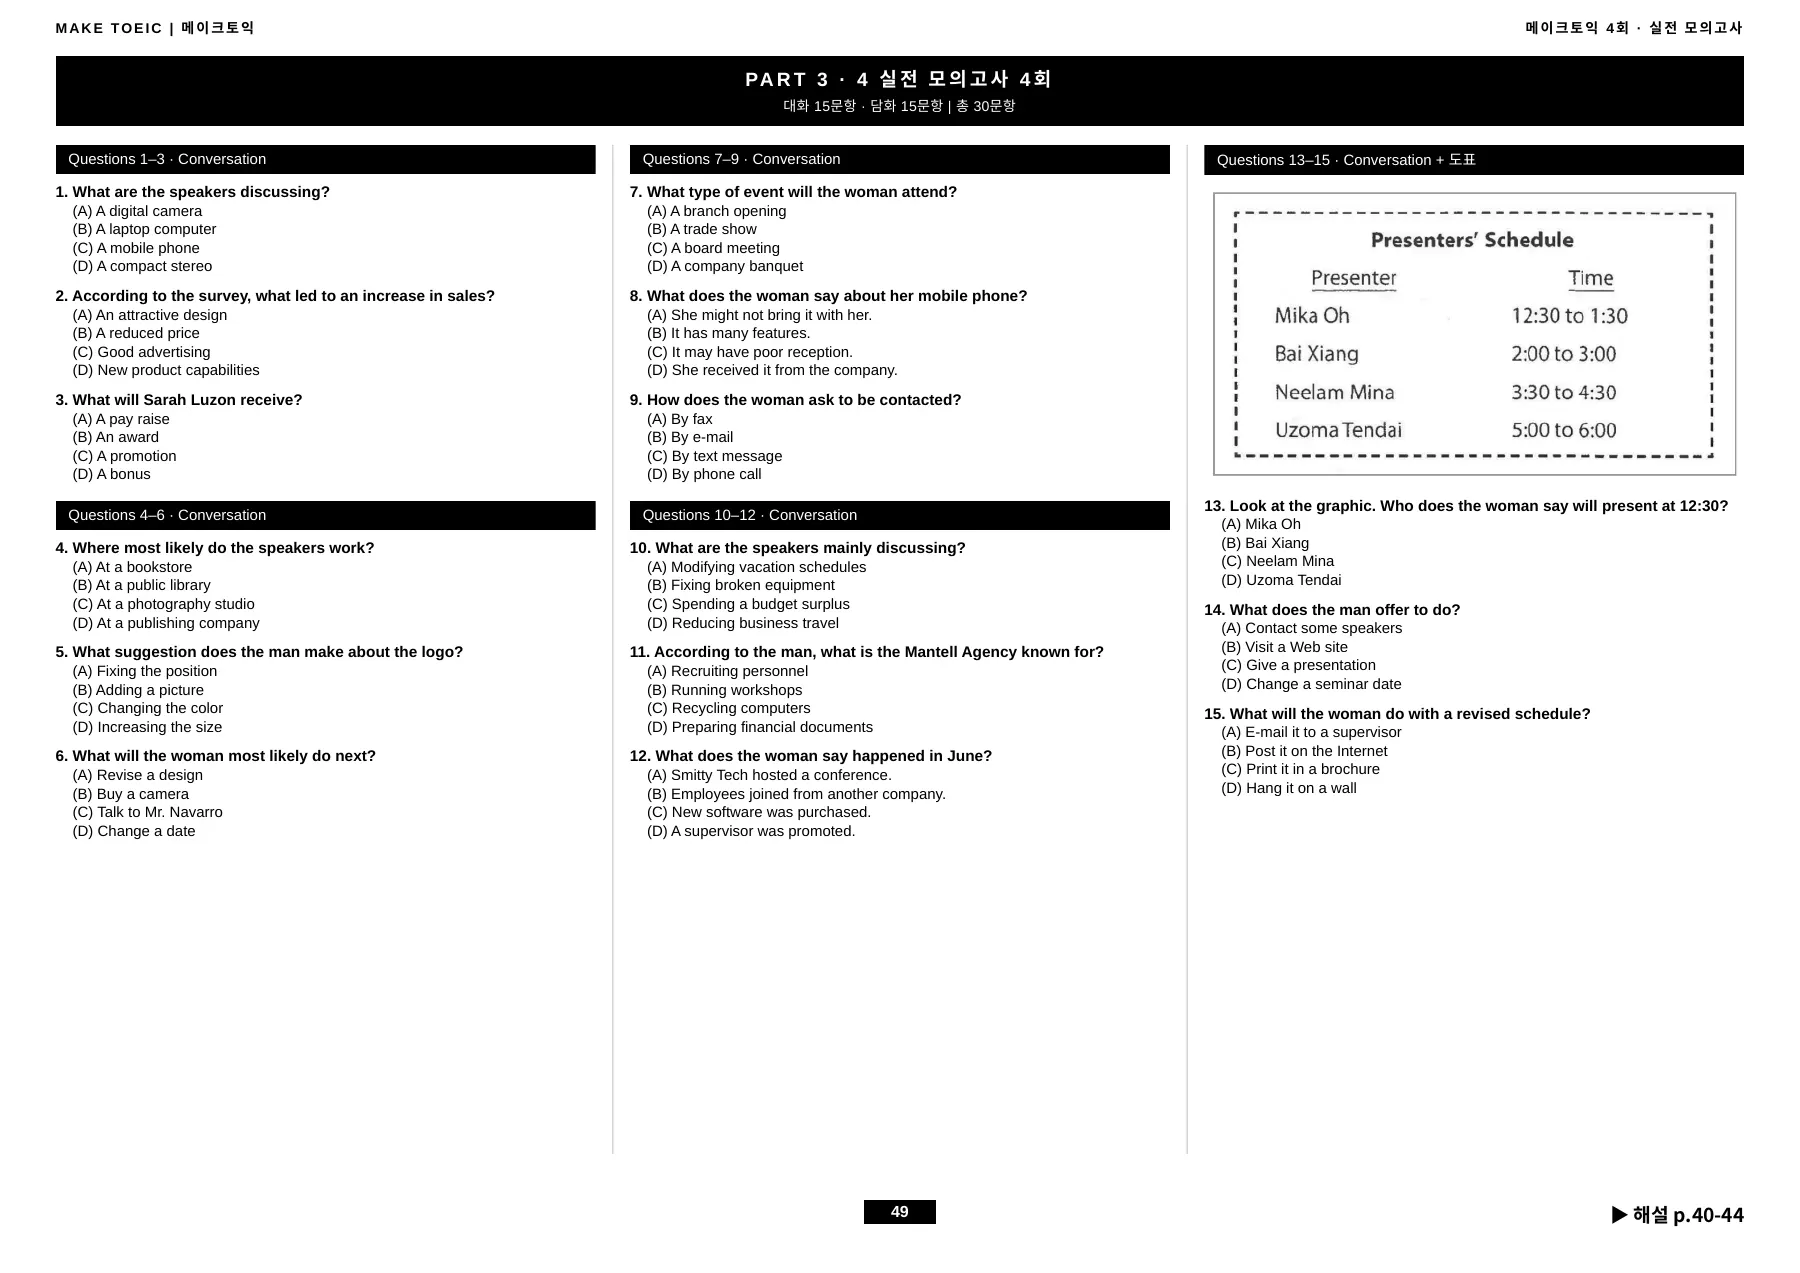 MAKE TOEIC | 메이크토익
메이크토익 4회 · 실전 모의고사
PART 3 · 4 실전 모의고사 4회
대화 15문항 · 담화 15문항 | 총 30문항
Questions 1–3 · Conversation
1. What are the speakers discussing?
(A) A digital camera
(B) A laptop computer
(C) A mobile phone
(D) A compact stereo
2. According to the survey, what led to an increase in sales?
(A) An attractive design
(B) A reduced price
(C) Good advertising
(D) New product capabilities
3. What will Sarah Luzon receive?
(A) A pay raise
(B) An award
(C) A promotion
(D) A bonus
Questions 4–6 · Conversation
4. Where most likely do the speakers work?
(A) At a bookstore
(B) At a public library
(C) At a photography studio
(D) At a publishing company
5. What suggestion does the man make about the logo?
(A) Fixing the position
(B) Adding a picture
(C) Changing the color
(D) Increasing the size
6. What will the woman most likely do next?
(A) Revise a design
(B) Buy a camera
(C) Talk to Mr. Navarro
(D) Change a date
Questions 7–9 · Conversation
7. What type of event will the woman attend?
(A) A branch opening
(B) A trade show
(C) A board meeting
(D) A company banquet
8. What does the woman say about her mobile phone?
(A) She might not bring it with her.
(B) It has many features.
(C) It may have poor reception.
(D) She received it from the company.
9. How does the woman ask to be contacted?
(A) By fax
(B) By e-mail
(C) By text message
(D) By phone call
Questions 10–12 · Conversation
10. What are the speakers mainly discussing?
(A) Modifying vacation schedules
(B) Fixing broken equipment
(C) Spending a budget surplus
(D) Reducing business travel
11. According to the man, what is the Mantell Agency known for?
(A) Recruiting personnel
(B) Running workshops
(C) Recycling computers
(D) Preparing financial documents
12. What does the woman say happened in June?
(A) Smitty Tech hosted a conference.
(B) Employees joined from another company.
(C) New software was purchased.
(D) A supervisor was promoted.
Questions 13–15 · Conversation + 도표
Presenters' Schedule
Presenter Time
Mika Oh 12:30 to 1:30
Bai Xiang 2:00 to 3:00
Neelam Mina 3:30 to 4:30
Uzoma Tendai 5:00 to 6:00
13. Look at the graphic. Who does the woman say will present at 12:30?
(A) Mika Oh
(B) Bai Xiang
(C) Neelam Mina
(D) Uzoma Tendai
14. What does the man offer to do?
(A) Contact some speakers
(B) Visit a Web site
(C) Give a presentation
(D) Change a seminar date
15. What will the woman do with a revised schedule?
(A) E-mail it to a supervisor
(B) Post it on the Internet
(C) Print it in a brochure
(D) Hang it on a wall
49
▶ 해설 p.40-44